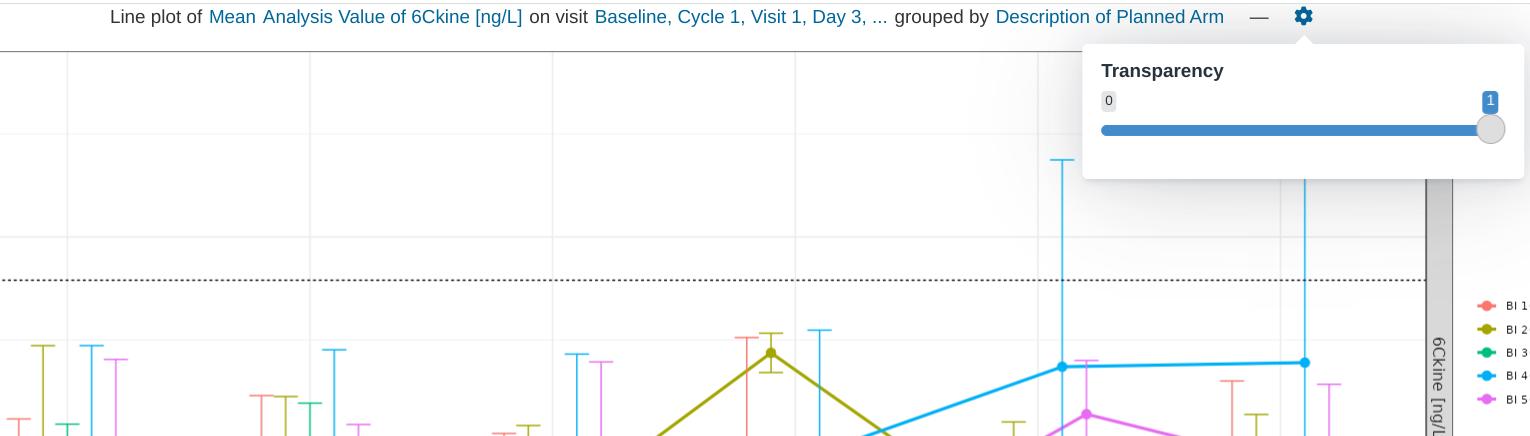 Line plot of Mean Analysis Value of 6Ckine [ng/L] on visit Baseline, Cycle 1, Visit 1, Day 3, ... grouped by Description of Planned Arm —
Transparency
0
1
6Ckine [ng/L
BI 1
BI 2
BI 3
BI 4
BI 5